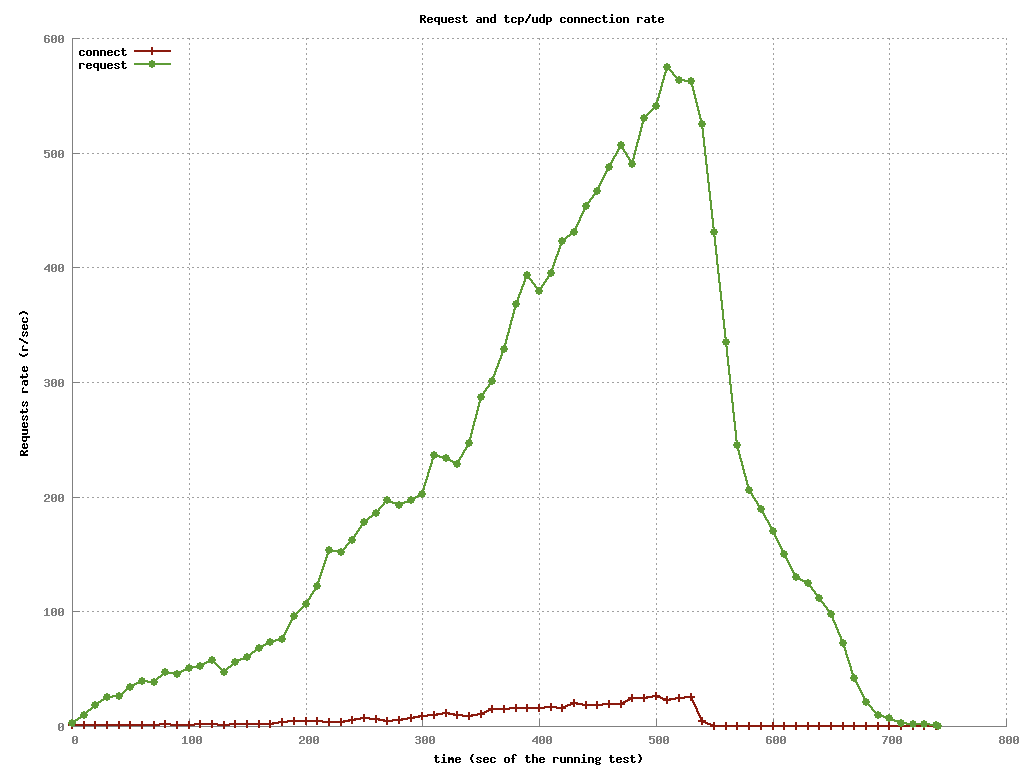 Request and tcp/udp connection rate
600
connect
request
500
400
300
200
100
0
Requests rate (r/sec)
0 100 200 300 400 500 600 700 800
time (sec of the running test)